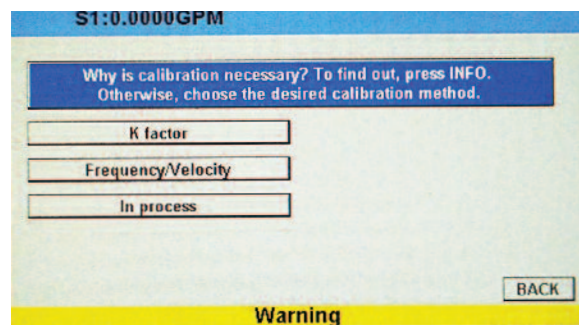 S1:0.0000GPM
Why is calibration necessary? To find out, press INFO.
Otherwise, choose the desired calibration method.
K factor
Frequency/Velocity
In process
BACK
Warning